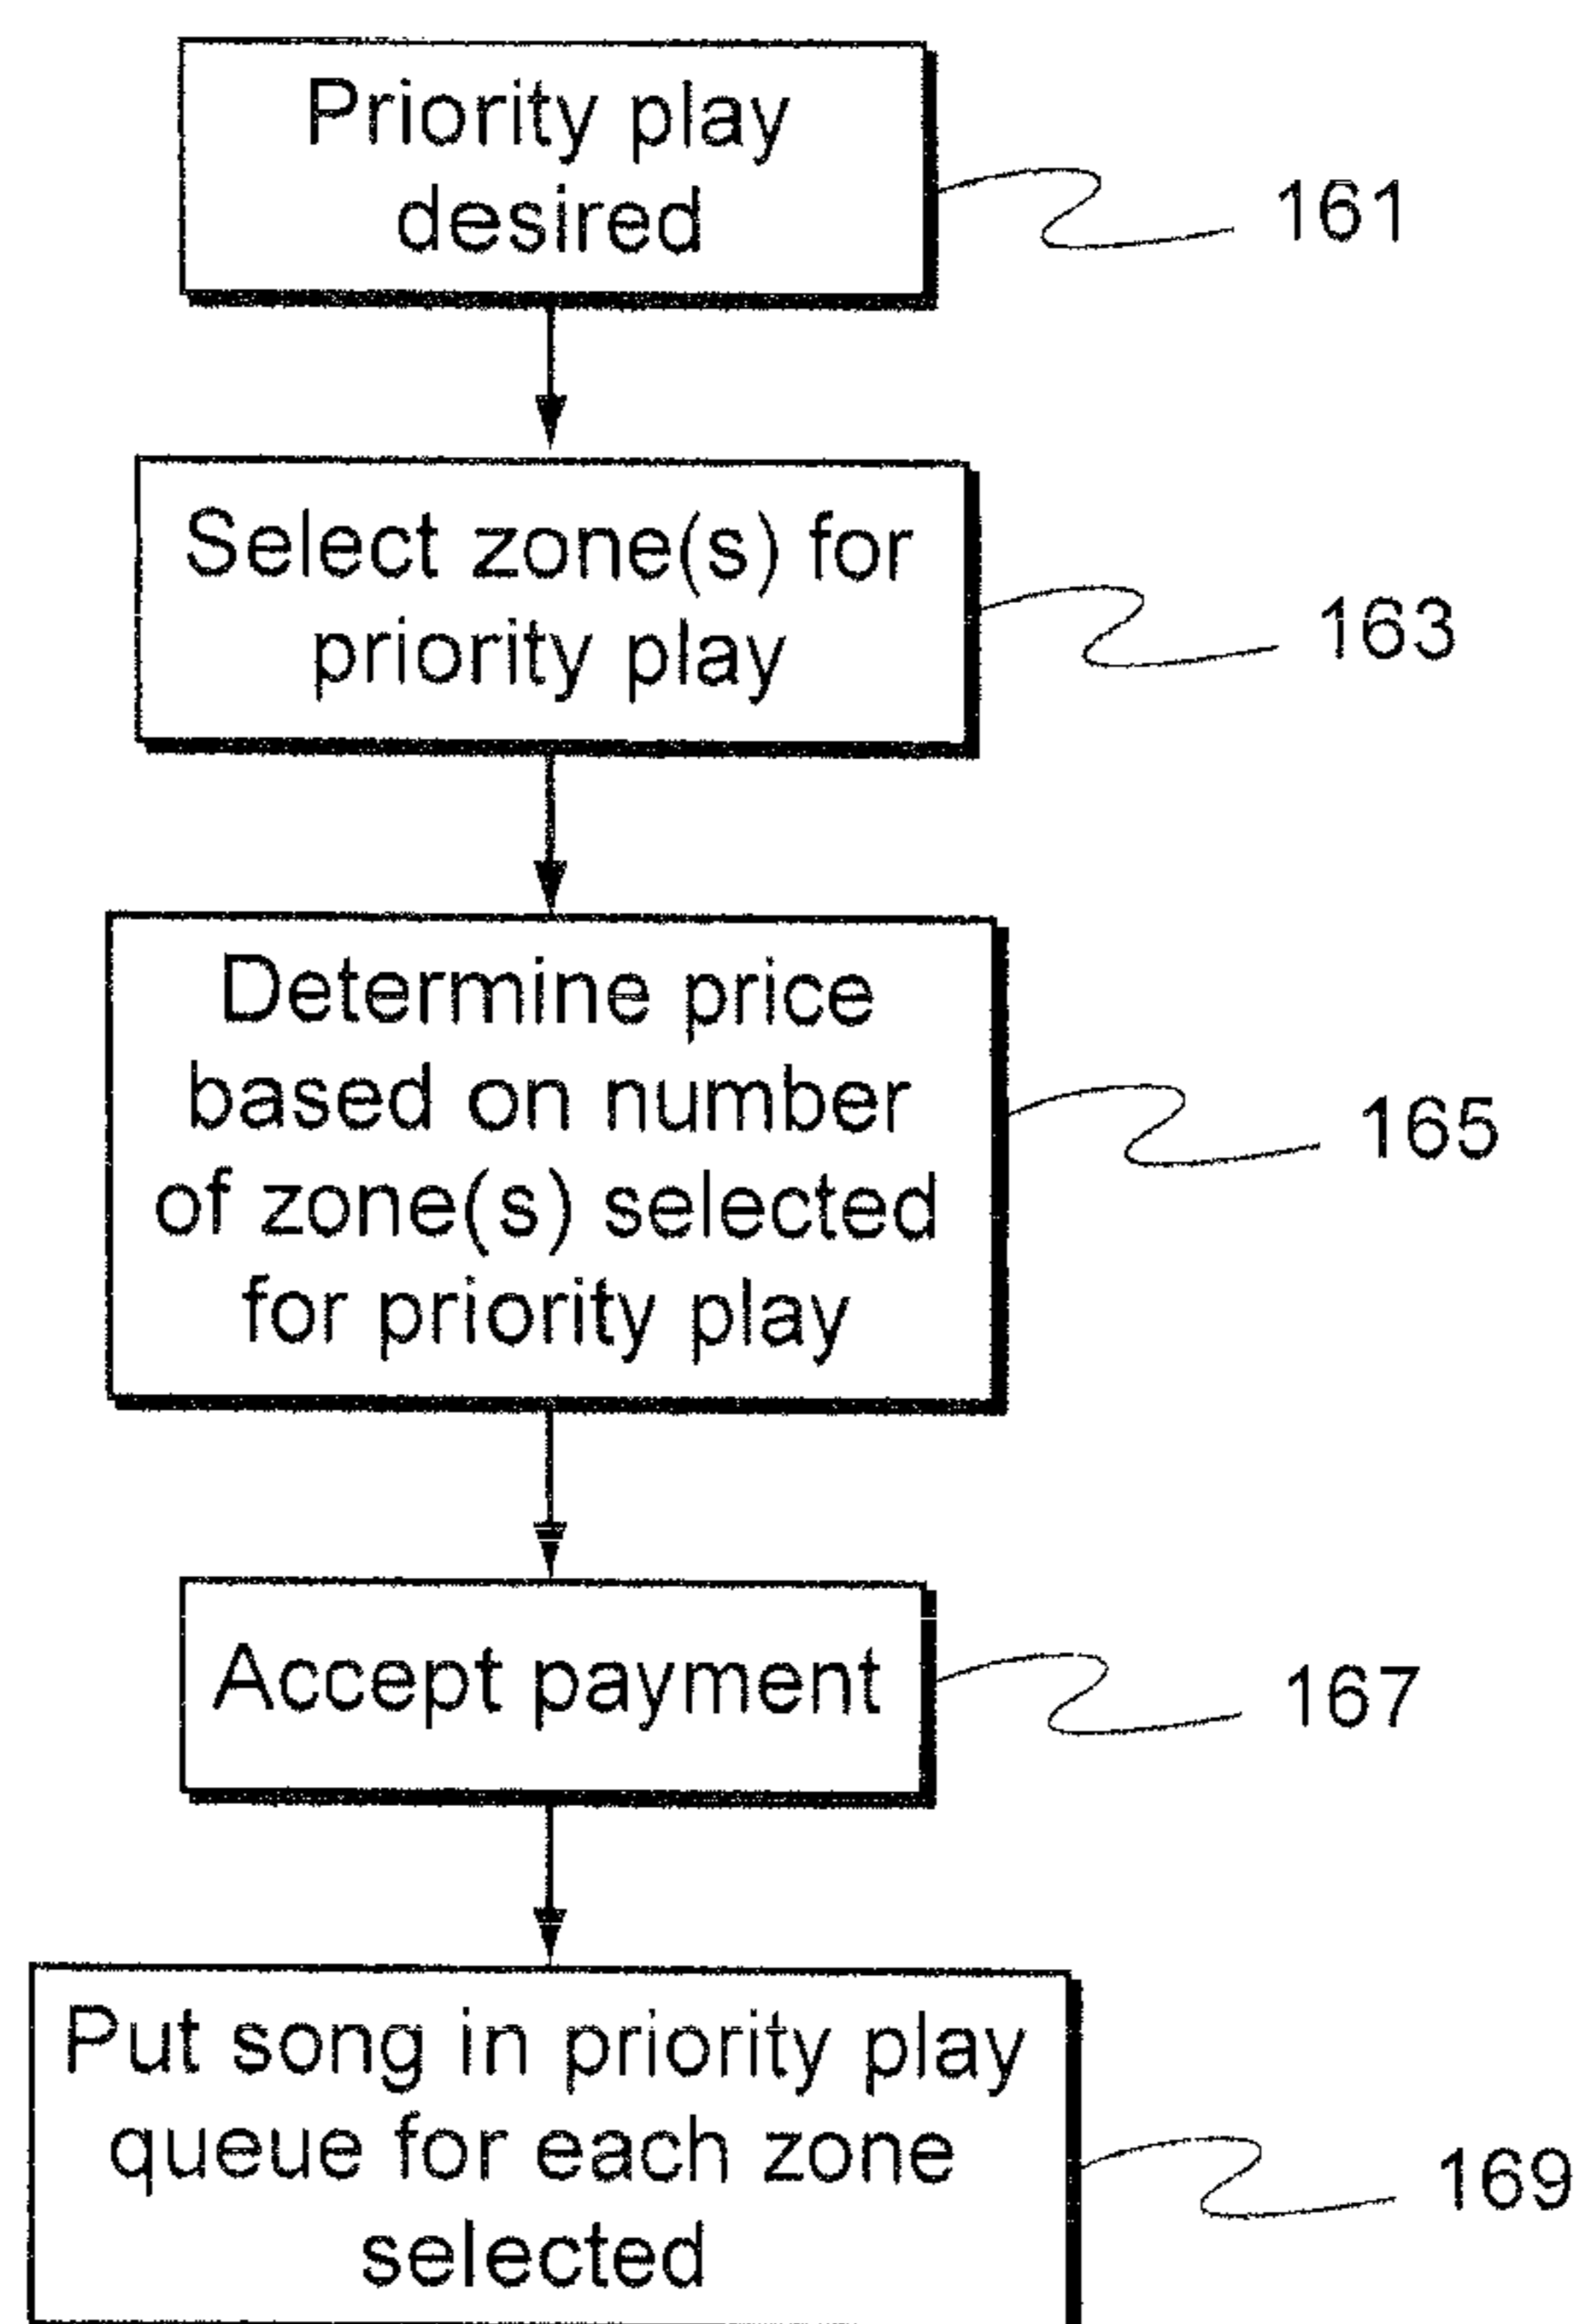 Priority play
desired
161
Select zone(s) for
priority play
163
Determine price
based on number
of zone(s) selected
for priority play
165
Accept payment
167
Put song in priority play
queue for each zone
selected
169